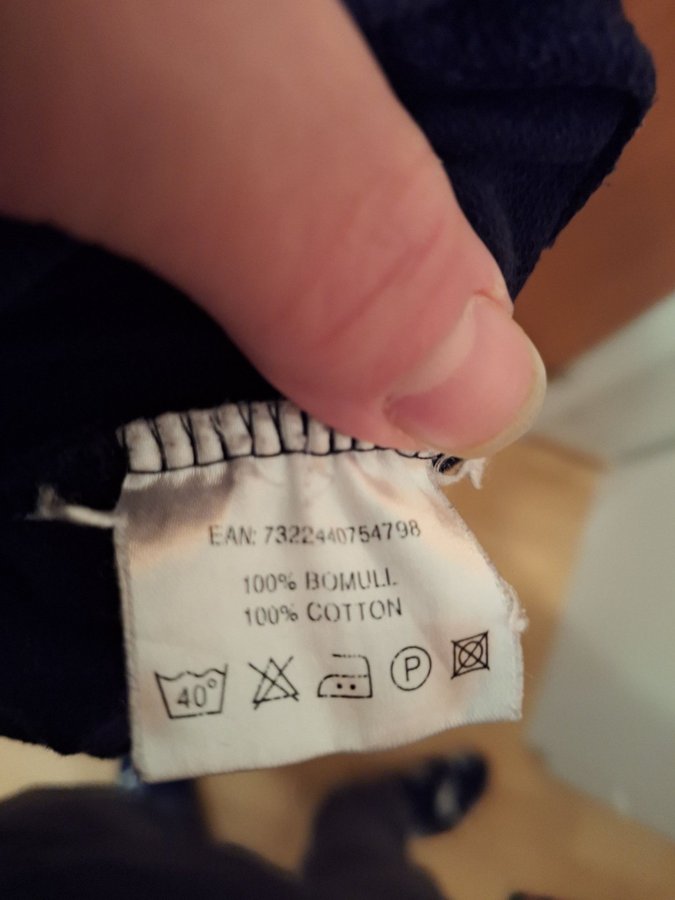 EAN: 7322440754798
100% BOMULL
100% COTTON
40° P